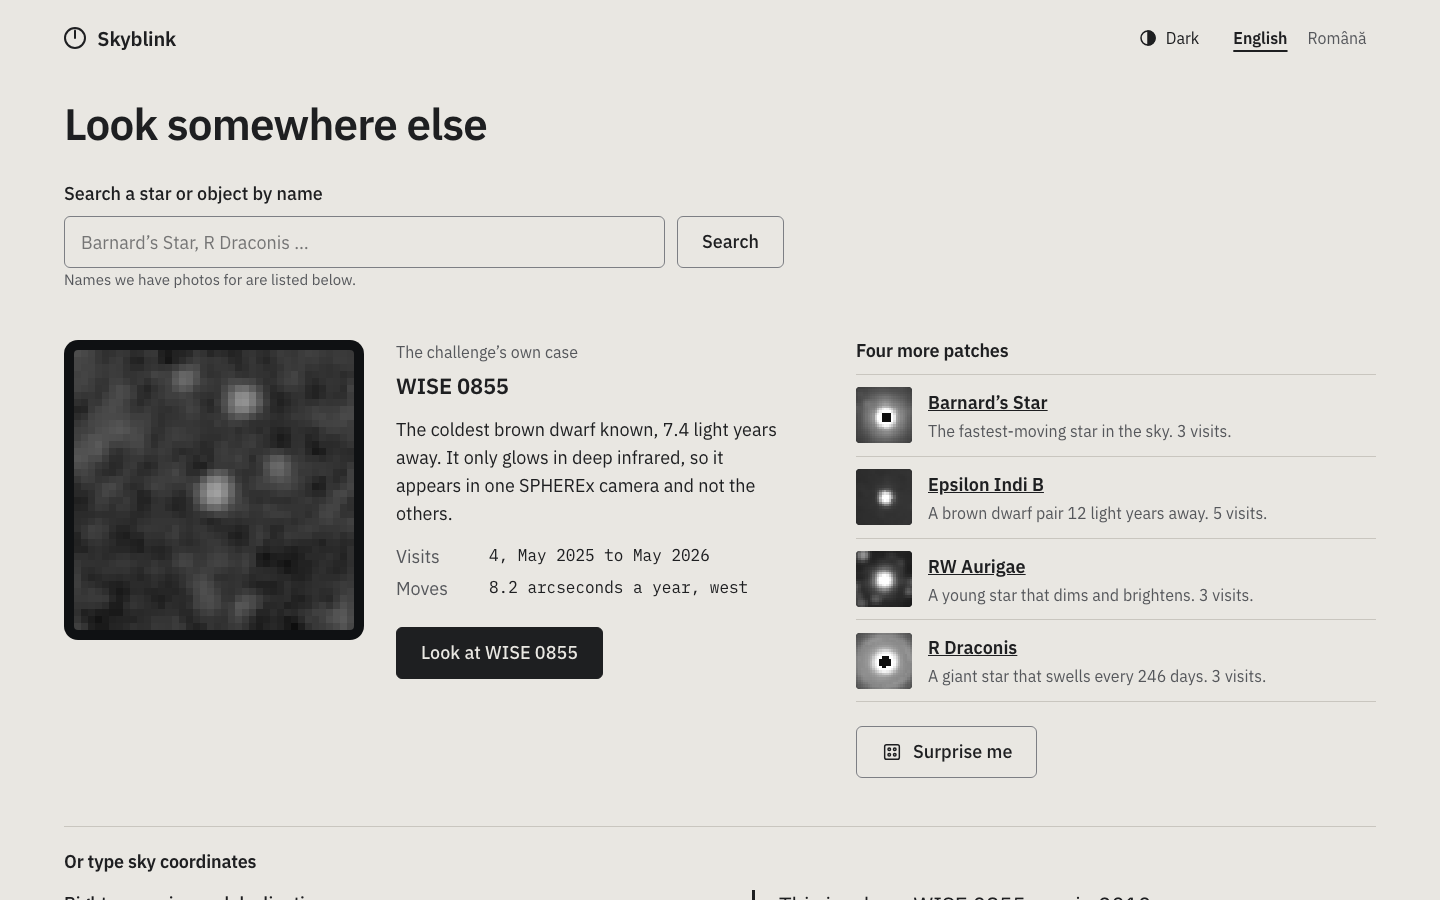 Skyblink
Dark
English
Română
Look somewhere else
Search a star or object by name
Barnard’s Star, R Draconis …
Search
Names we have photos for are listed below.
The challenge’s own case
WISE 0855
The coldest brown dwarf known, 7.4 light years
away. It only glows in deep infrared, so it
appears in one SPHEREx camera and not the
others.
Visits 4, May 2025 to May 2026
Moves 8.2 arcseconds a year, west
Look at WISE 0855
Four more patches
Barnard’s Star
The fastest-moving star in the sky. 3 visits.
Epsilon Indi B
A brown dwarf pair 12 light years away. 5 visits.
RW Aurigae
A young star that dims and brightens. 3 visits.
R Draconis
A giant star that swells every 246 days. 3 visits.
Surprise me
Or type sky coordinates